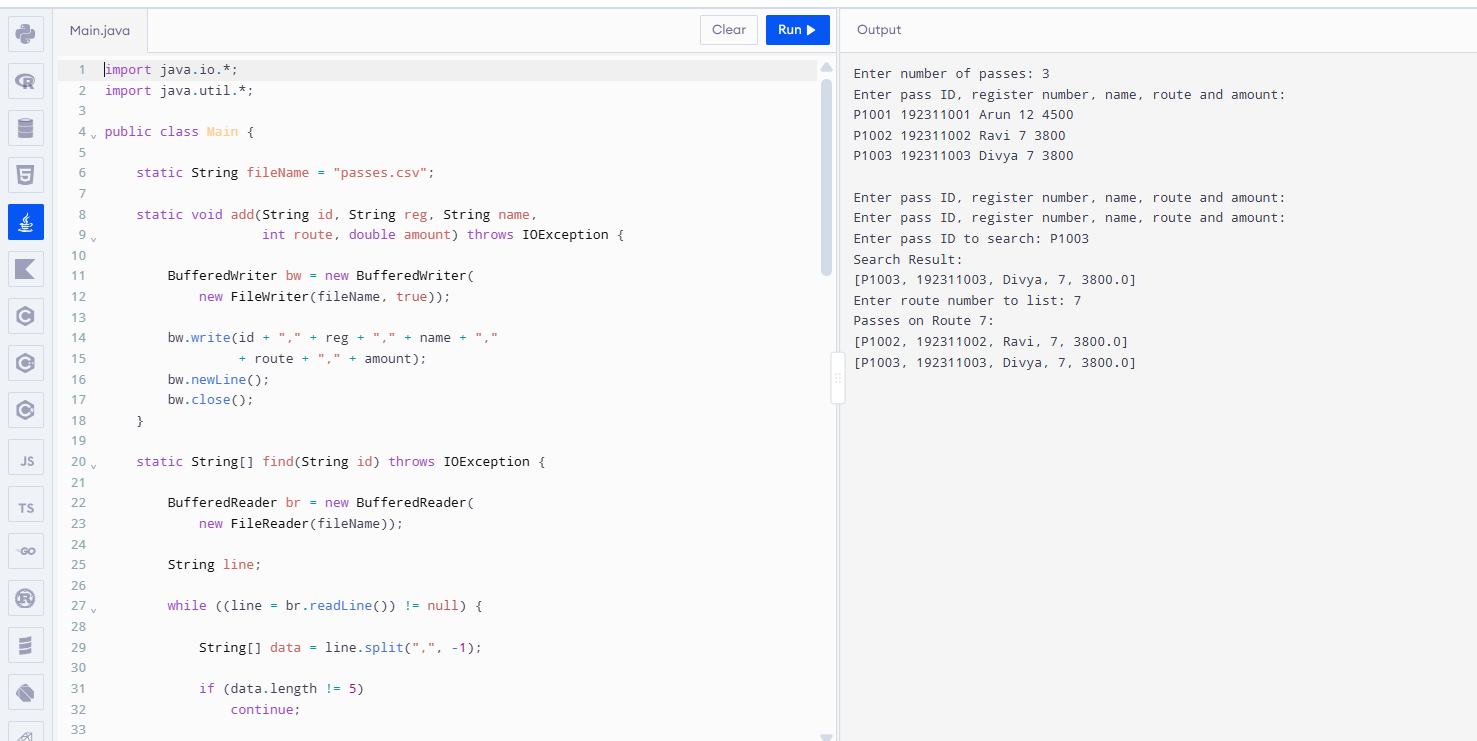 Main.java
Clear
Run
Output
1 import java.io.*;
2 import java.util.*;
3
4 public class Main {
5
6 static String fileName = "passes.csv";
7
8 static void add(String id, String reg, String name,
9 int route, double amount) throws IOException {
10
11 BufferedWriter bw = new BufferedWriter(
12 new FileWriter(fileName, true));
13
14 bw.write(id + "," + reg + "," + name + ","
15 + route + "," + amount);
16 bw.newLine();
17 bw.close();
18 }
19
20 static String[] find(String id) throws IOException {
21
22 BufferedReader br = new BufferedReader(
23 new FileReader(fileName));
24
25 String line;
26
27 while ((line = br.readLine()) != null) {
28
29 String[] data = line.split(",", -1);
30
31 if (data.length != 5)
32 continue;
33
Enter number of passes: 3
Enter pass ID, register number, name, route and amount:
P1001 192311001 Arun 12 4500
P1002 192311002 Ravi 7 3800
P1003 192311003 Divya 7 3800
Enter pass ID, register number, name, route and amount:
Enter pass ID, register number, name, route and amount:
Enter pass ID to search: P1003
Search Result:
[P1003, 192311003, Divya, 7, 3800.0]
Enter route number to list: 7
Passes on Route 7:
[P1002, 192311002, Ravi, 7, 3800.0]
[P1003, 192311003, Divya, 7, 3800.0]
R
5
C
C
C
JS
TS
GO
R